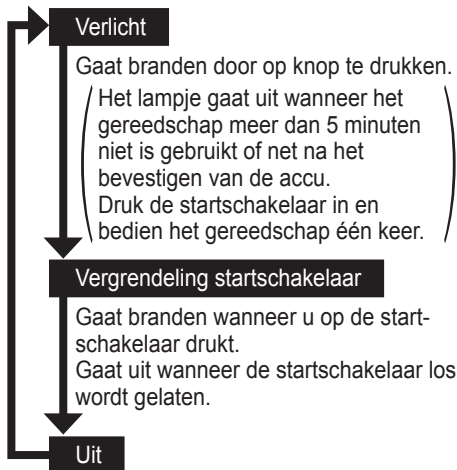 Verlicht
Gaat branden door op knop te drukken.
Het lampje gaat uit wanneer het
gereedschap meer dan 5 minuten
niet is gebruikt of net na het
bevestigen van de accu.
Druk de startschakelaar in en
bedien het gereedschap één keer.
Vergrendeling startschakelaar
Gaat branden wanneer u op de start-
schakelaar drukt.
Gaat uit wanneer de startschakelaar los
wordt gelaten.
Uit